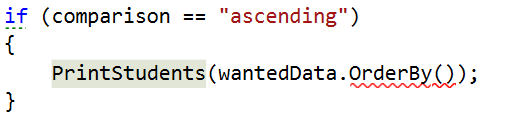 if (comparison == "ascending")
{
    PrintStudents(wantedData.OrderBy());
}